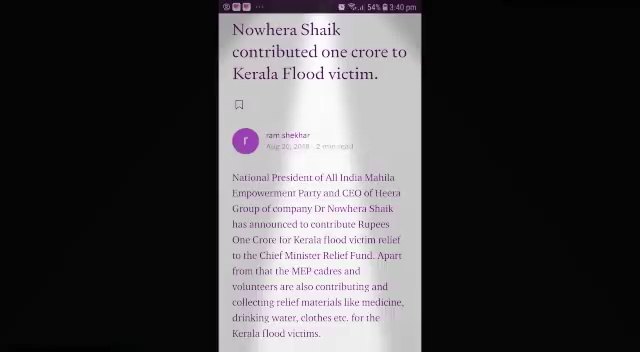 54% 3:40 pm
Nowhera Shaik
contributed one crore to
Kerala Flood victim.
r
ram shekhar
Aug 20, 2018 · 2 min read
National President of All India Mahila
Empowerment Party and CEO of Heera
Group of company Dr Nowhera Shaik
has announced to contribute Rupees
One Crore for Kerala flood victim relief
to the Chief Minister Relief Fund. Apart
from that the MEP cadres and
volunteers are also contributing and
collecting relief materials like medicine,
drinking water, clothes etc. for the
Kerala flood victims.